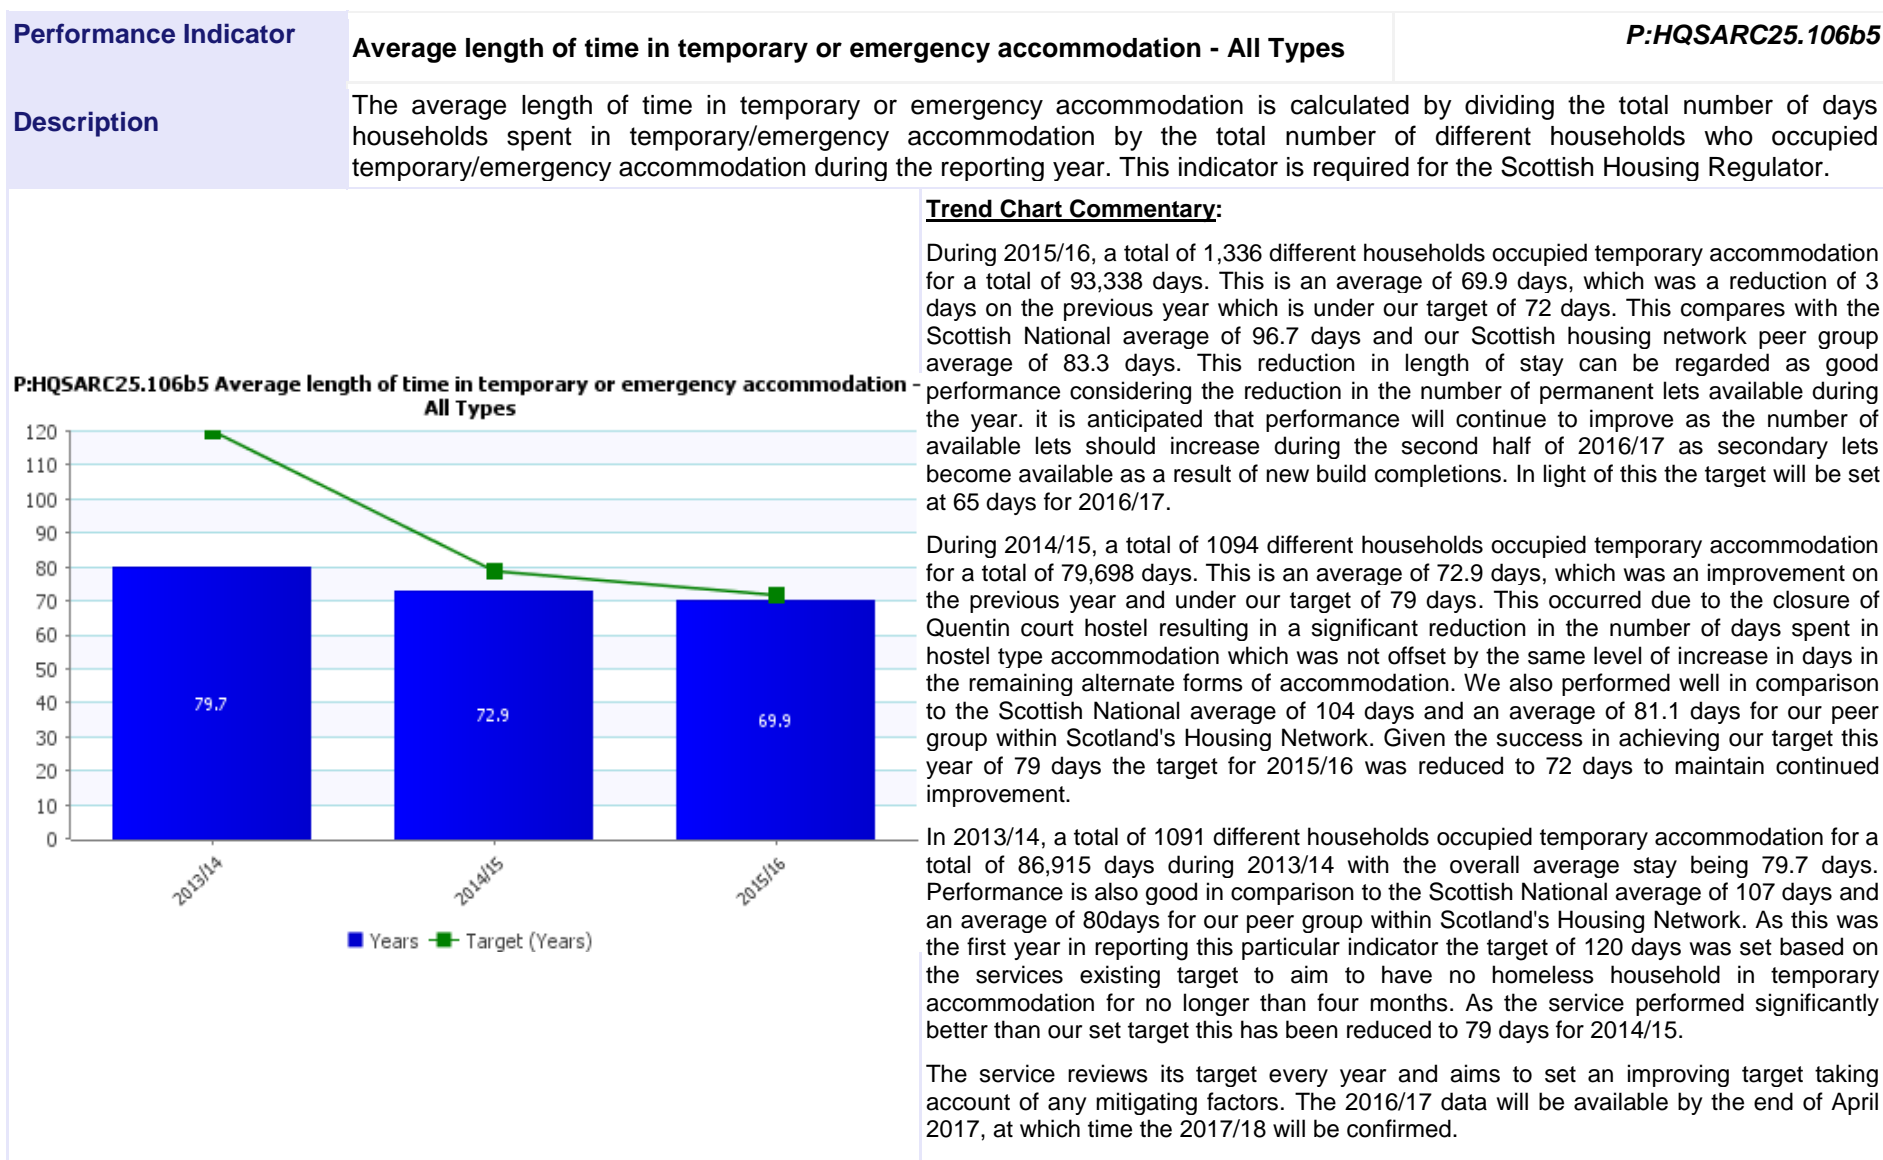 Performance Indicator
Average length of time in temporary or emergency accommodation - All Types
P:HQSARC25.106b5
Description
The average length of time in temporary or emergency accommodation is calculated by dividing the total number of days
households spent in temporary/emergency accommodation by the total number of different households who occupied
temporary/emergency accommodation during the reporting year. This indicator is required for the Scottish Housing Regulator.
P:HQSARC25.106b5 Average length of time in temporary or emergency accommodation -
All Types
120
110
100
90
80
70
60
50
40
30
20
10
0
79.7
72.9
69.9
2013/14
2014/15
2015/16
Years
Target (Years)
Trend Chart Commentary:
During 2015/16, a total of 1,336 different households occupied temporary accommodation
for a total of 93,338 days. This is an average of 69.9 days, which was a reduction of 3
days on the previous year which is under our target of 72 days. This compares with the
Scottish National average of 96.7 days and our Scottish housing network peer group
average of 83.3 days. This reduction in length of stay can be regarded as good
performance considering the reduction in the number of permanent lets available during
the year. it is anticipated that performance will continue to improve as the number of
available lets should increase during the second half of 2016/17 as secondary lets
become available as a result of new build completions. In light of this the target will be set
at 65 days for 2016/17.
During 2014/15, a total of 1094 different households occupied temporary accommodation
for a total of 79,698 days. This is an average of 72.9 days, which was an improvement on
the previous year and under our target of 79 days. This occurred due to the closure of
Quentin court hostel resulting in a significant reduction in the number of days spent in
hostel type accommodation which was not offset by the same level of increase in days in
the remaining alternate forms of accommodation. We also performed well in comparison
to the Scottish National average of 104 days and an average of 81.1 days for our peer
group within Scotland's Housing Network. Given the success in achieving our target this
year of 79 days the target for 2015/16 was reduced to 72 days to maintain continued
improvement.
In 2013/14, a total of 1091 different households occupied temporary accommodation for a
total of 86,915 days during 2013/14 with the overall average stay being 79.7 days.
Performance is also good in comparison to the Scottish National average of 107 days and
an average of 80days for our peer group within Scotland's Housing Network. As this was
the first year in reporting this particular indicator the target of 120 days was set based on
the services existing target to aim to have no homeless household in temporary
accommodation for no longer than four months. As the service performed significantly
better than our set target this has been reduced to 79 days for 2014/15.
The service reviews its target every year and aims to set an improving target taking
account of any mitigating factors. The 2016/17 data will be available by the end of April
2017, at which time the 2017/18 will be confirmed.